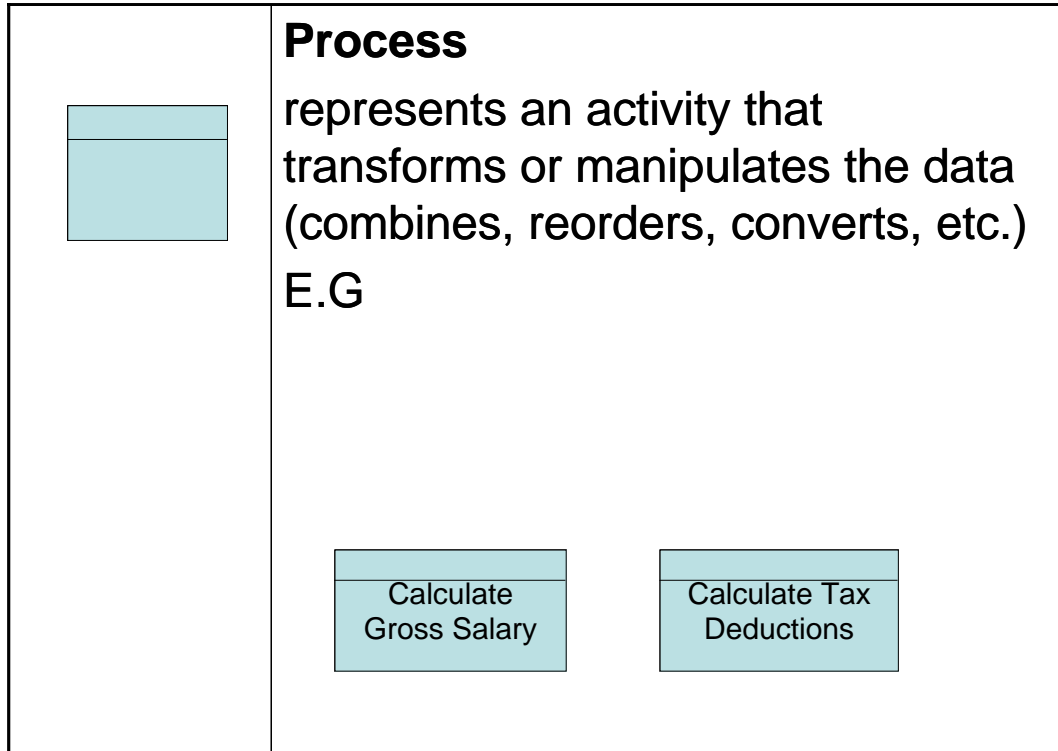 Process
represents an activity that
transforms or manipulates the data
(combines, reorders, converts, etc.)
E.G
Calculate
Gross Salary
Calculate Tax
Deductions